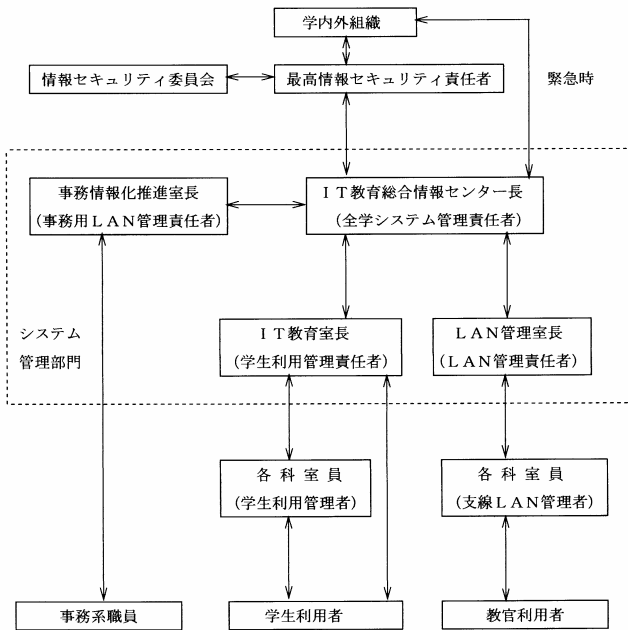 学内外組織
情報セキュリティ委員会
最高情報セキュリティ責任者
緊急時
事務情報化推進室長
(事務用LAN管理責任者)
IT教育総合情報センター長
(全学システム管理責任者)
システム
管理部門
IT教育室長
(学生利用管理責任者)
LAN管理室長
(LAN管理責任者)
各科室員
(学生利用管理者)
各科室員
(支線LAN管理者)
事務系職員
学生利用者
教官利用者